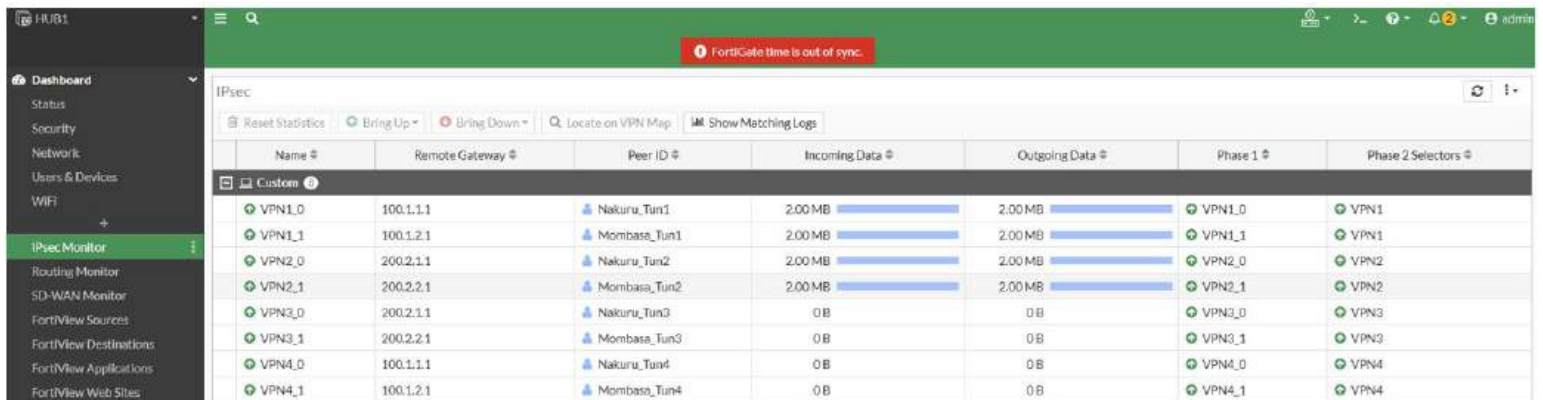 HUB1
2
admin
FortiGate time is out of sync.
Dashboard
Status
Security
Network
Users & Devices
WiFi
+
IPsec Monitor
Routing Monitor
SD-WAN Monitor
FortiView Sources
FortiView Destinations
FortiView Applications
FortiView Web Sites
IPsec
Reset Statistics Bring Up Bring Down Locate on VPN Map Show Matching Logs
Name Remote Gateway Peer ID Incoming Data Outgoing Data Phase 1 Phase 2 Selectors
Custom 8
VPN1_0 100.1.1.1 Nakuru_Tun1 2.00 MB 2.00 MB VPN1_0 VPN1
VPN1_1 100.1.2.1 Mombasa_Tun1 2.00 MB 2.00 MB VPN1_1 VPN1
VPN2_0 200.2.1.1 Nakuru_Tun2 2.00 MB 2.00 MB VPN2_0 VPN2
VPN2_1 200.2.2.1 Mombasa_Tun2 2.00 MB 2.00 MB VPN2_1 VPN2
VPN3_0 200.2.1.1 Nakuru_Tun3 0 B 0 B VPN3_0 VPN3
VPN3_1 200.2.2.1 Mombasa_Tun3 0 B 0 B VPN3_1 VPN3
VPN4_0 100.1.1.1 Nakuru_Tun4 0 B 0 B VPN4_0 VPN4
VPN4_1 100.1.2.1 Mombasa_Tun4 0 B 0 B VPN4_1 VPN4